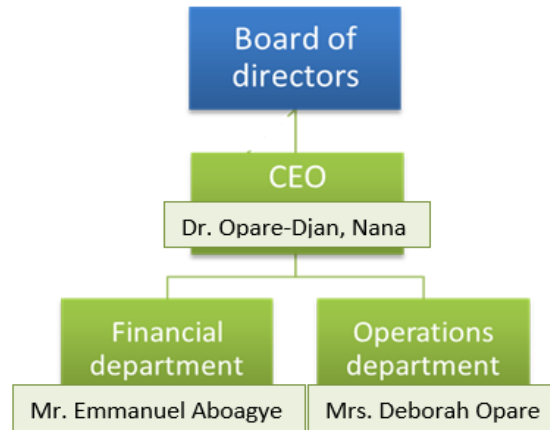 Board of
directors
CEO
Dr. Opare-Djan, Nana
Financial
department
Mr. Emmanuel Aboagye
Operations
department
Mrs. Deborah Opare